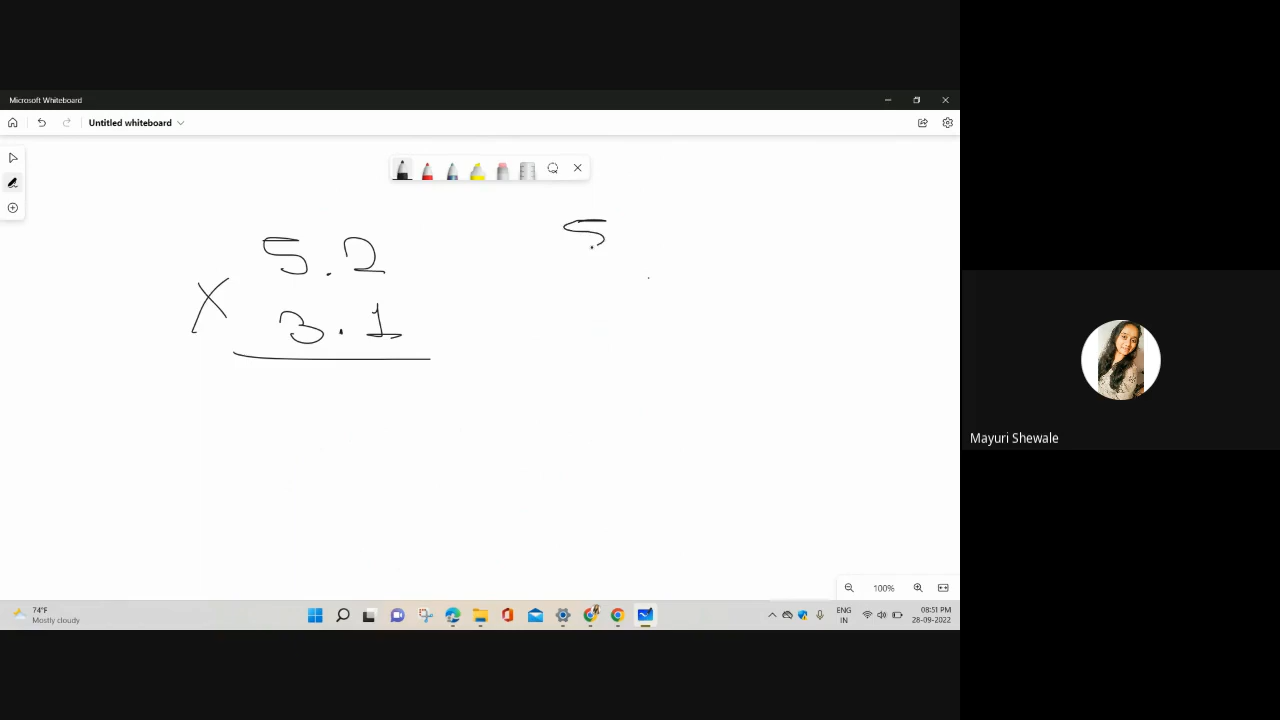 Microsoft Whiteboard
Untitled whiteboard
5.2 5
X 3.1
Mayuri Shewale
100%
74°F
Mostly cloudy
ENG
IN
08:51 PM
28-09-2022